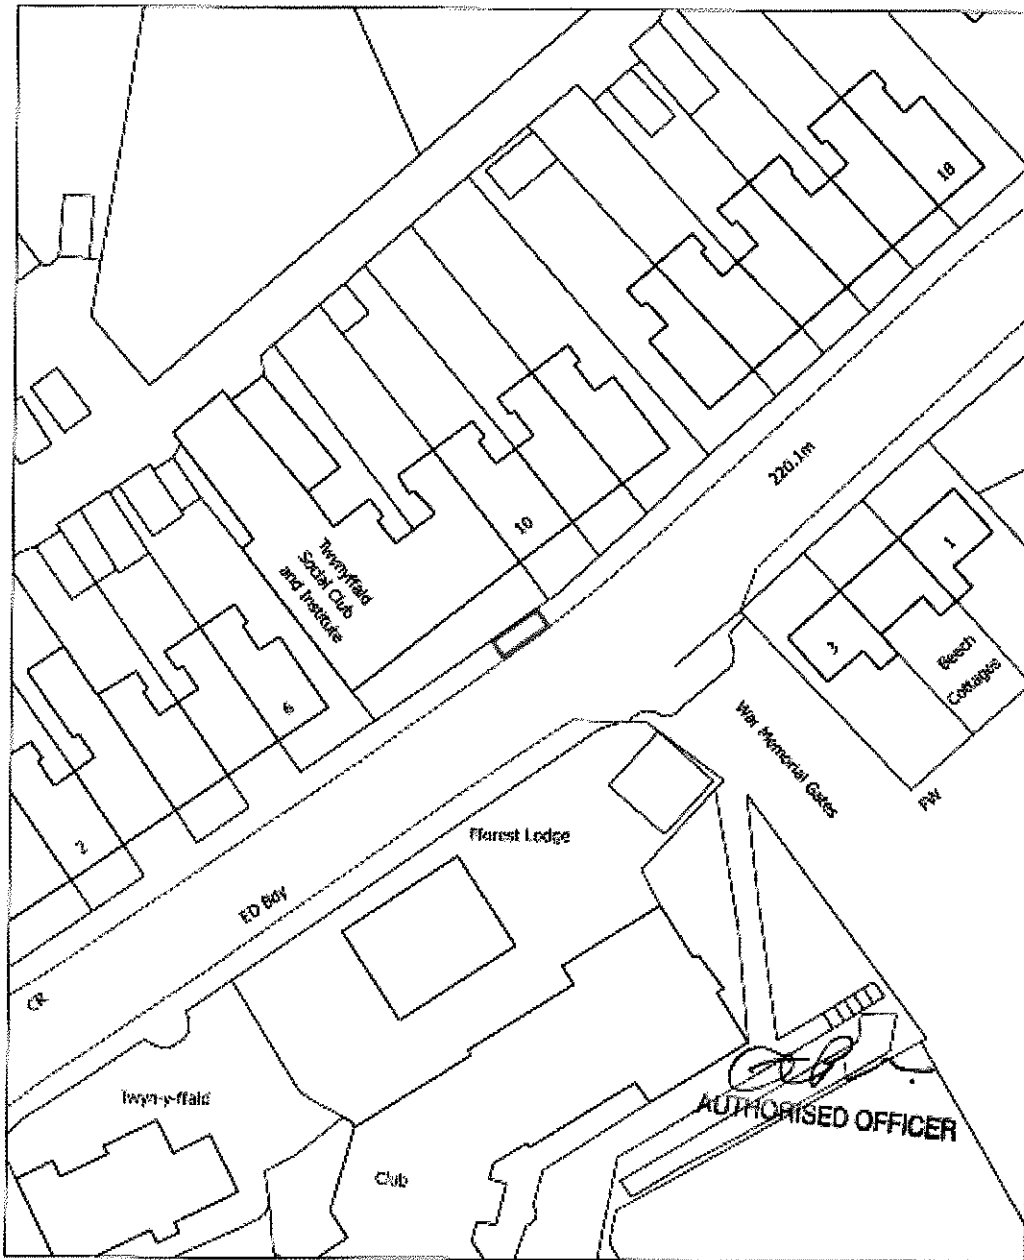 18
220.1m
10
Twynyffald
Social Club
and Institute
1
3
Beech
Cottages
6
War Memorial Gates
PW
2
Fforest Lodge
ED Bdy
CR
Twyn-y-ffald
AUTHORISED OFFICER
Club